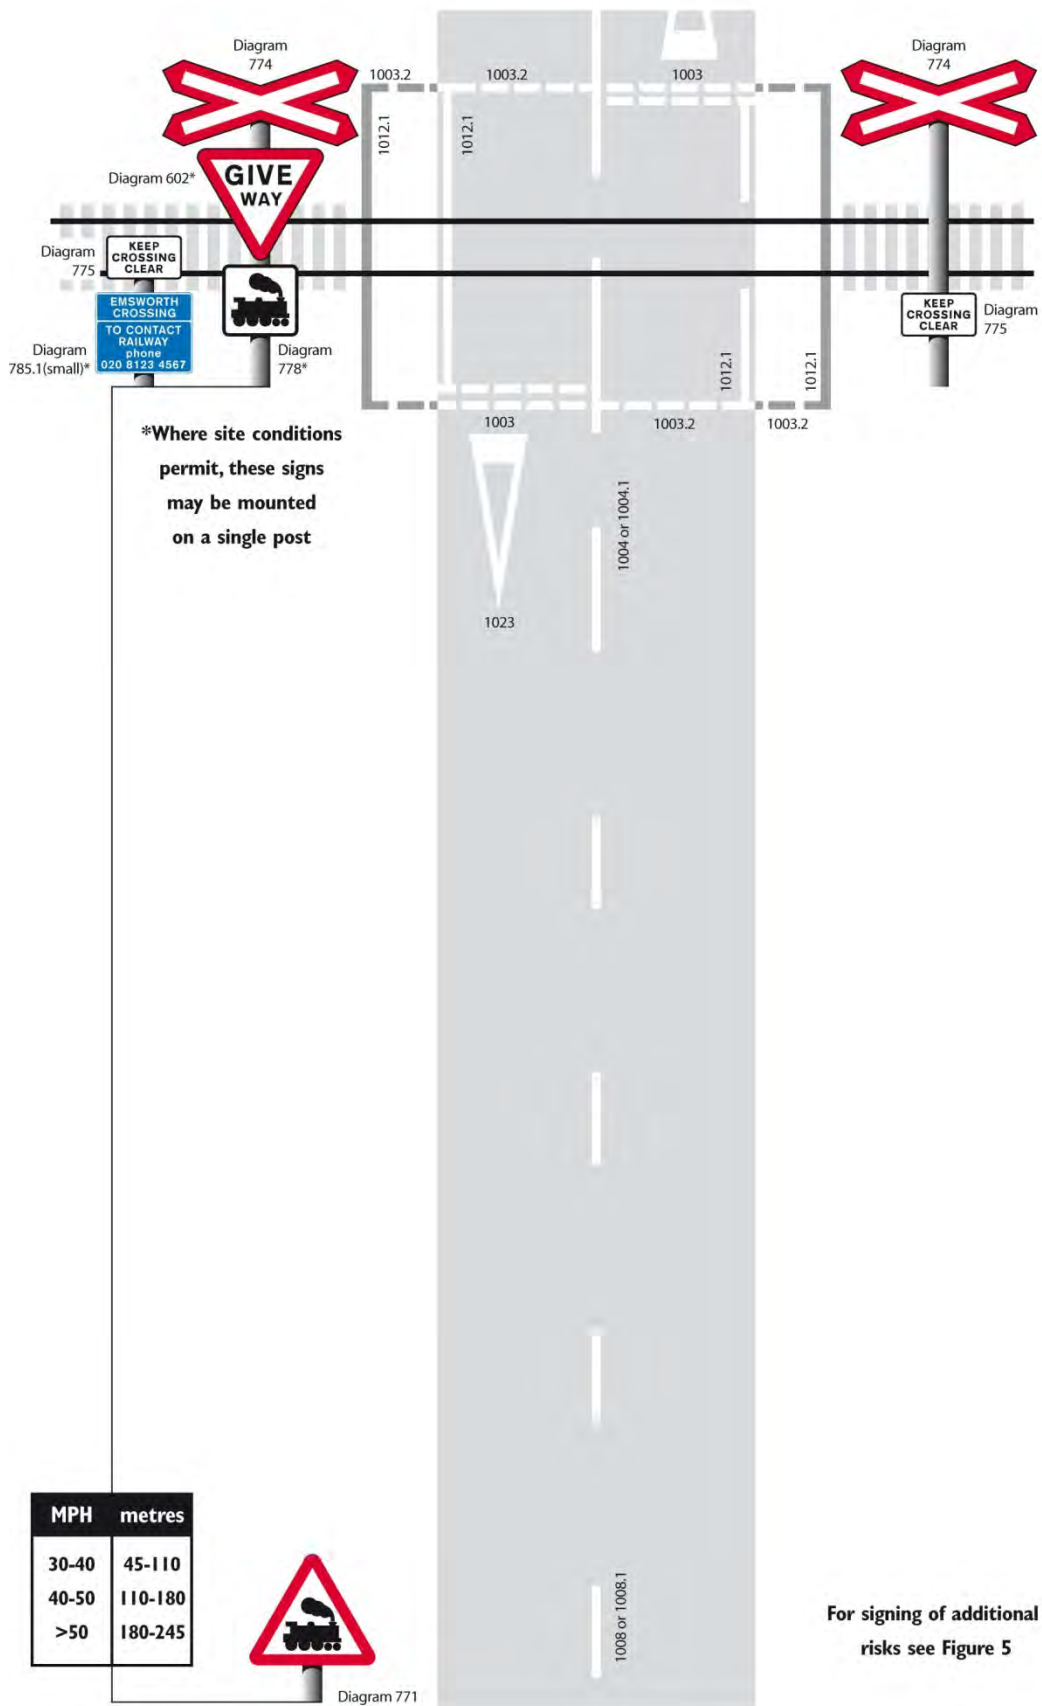 Diagram
774
1003.2
1003.2
1003
Diagram
774
1012.1
1012.1
Diagram 602*
GIVE
WAY
Diagram
775
KEEP
CROSSING
CLEAR
EMSWORTH
CROSSING
TO CONTACT
RAILWAY
phone
020 8123 4567
Diagram
785.1(small)*
Diagram
778*
KEEP
CROSSING
CLEAR
Diagram
775
1012.1
1012.1
1003
1003.2
1003.2
*Where site conditions
permit, these signs
may be mounted
on a single post
1004 or 1004.1
1023
MPH metres
30-40 45-110
40-50 110-180
>50 180-245
Diagram 771
1008 or 1008.1
For signing of additional
risks see Figure 5